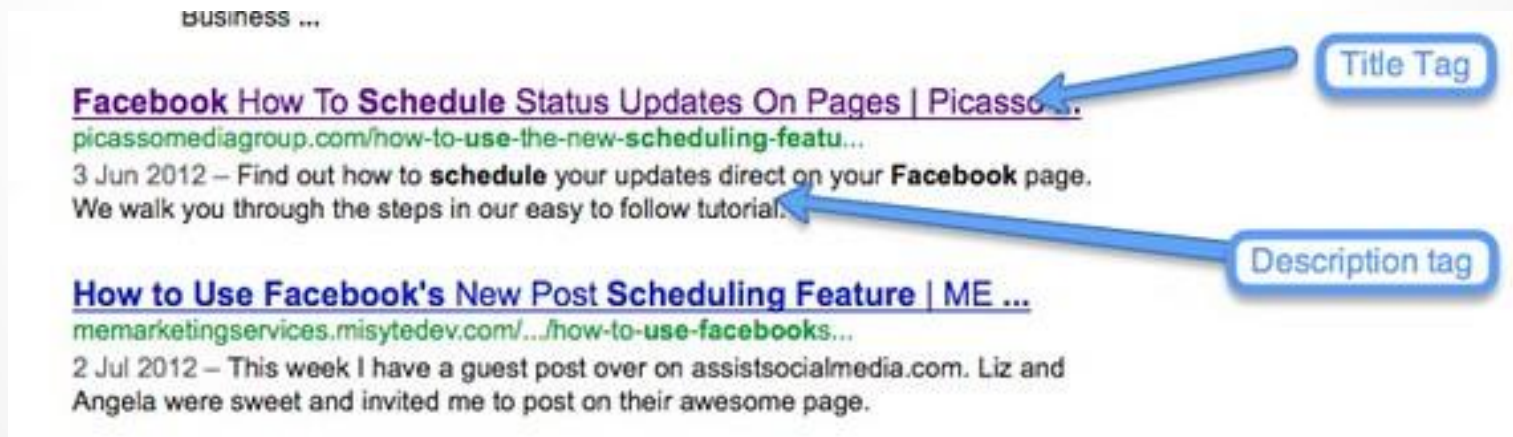 Business ...
Title Tag
Facebook How To Schedule Status Updates On Pages | Picasso ...
picassomediagroup.com/how-to-use-the-new-scheduling-featu...
3 Jun 2012 – Find out how to schedule your updates direct on your Facebook page.
We walk you through the steps in our easy to follow tutorial.
Description tag
How to Use Facebook's New Post Scheduling Feature | ME ...
memarketingservices.misytedev.com/.../how-to-use-facebooks...
2 Jul 2012 – This week I have a guest post over on assistsocialmedia.com. Liz and
Angela were sweet and invited me to post on their awesome page.